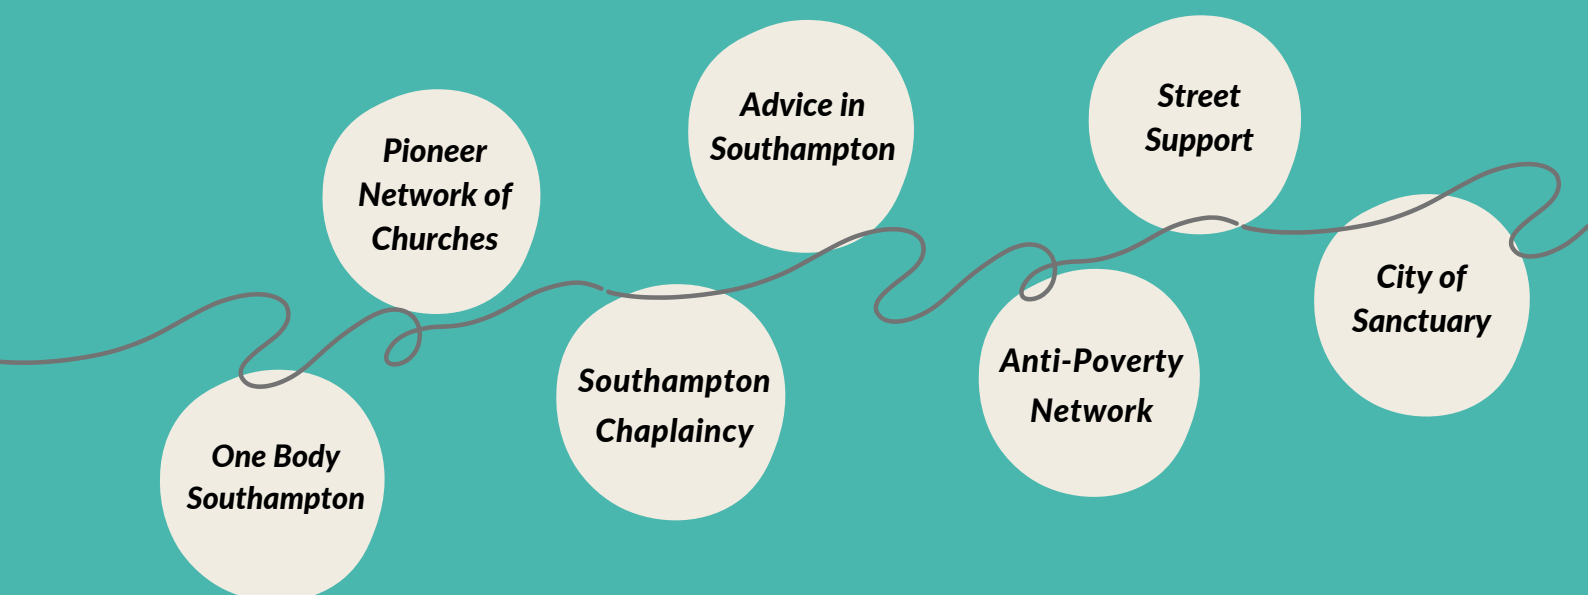 One Body
Southampton
Pioneer
Network of
Churches
Southampton
Chaplaincy
Advice in
Southampton
Anti-Poverty
Network
Street
Support
City of
Sanctuary